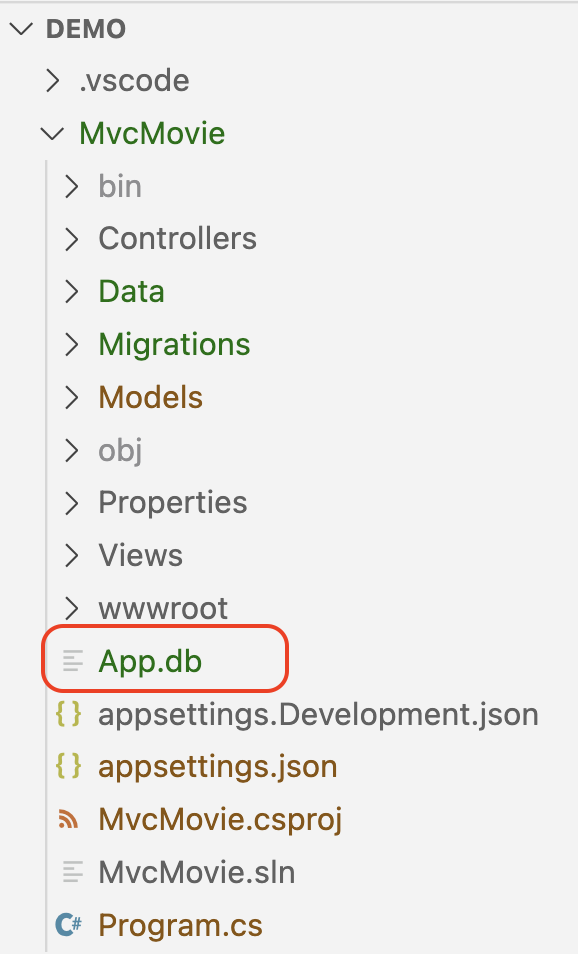 DEMO
.vscode
MvcMovie
bin
Controllers
Data
Migrations
Models
obj
Properties
Views
wwwroot
App.db
{} appsettings.Development.json
{} appsettings.json
MvcMovie.csproj
MvcMovie.sln
C# Program.cs